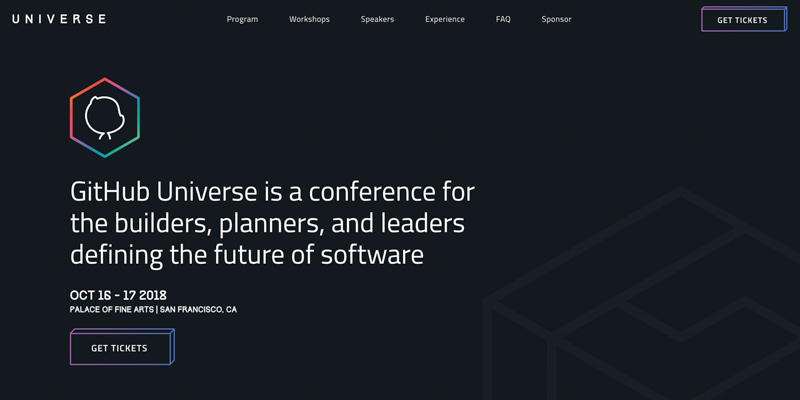 UNIVERSE
Program Workshops Speakers Experience FAQ Sponsor
GET TICKETS
GitHub Universe is a conference for
the builders, planners, and leaders
defining the future of software
OCT 16 - 17 2018
PALACE OF FINE ARTS | SAN FRANCISCO, CA
GET TICKETS